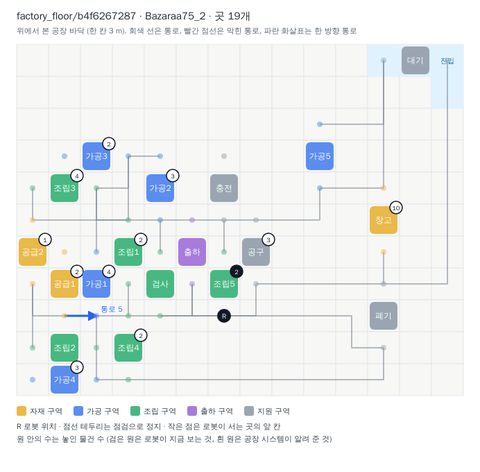 factory_floor/b4f6267287 · Bazaraa75_2 · 곳 19개
위에서 본 공장 바닥 (한 칸 3 m). 회색 선은 통로, 빨간 점선은 막힌 통로, 파란 화살표는 한 방향 통로
대기
2
가공3
3
가공2
가공5
4
조립3
충전
10
창고
1
공급2
2
조립1
출하
3
공구
2
공급1
4
가공1
검사
2
조립5
통로 5
R
폐기
조립2
2
조립4
3
가공4
자재 구역
가공 구역
조립 구역
출하 구역
지원 구역
R 로봇 위치 · 점선 테두리는 점검으로 정지 · 작은 점은 로봇이 서는 곳의 앞 칸
원 안의 수는 놓인 물건 수 (검은 원은 로봇이 지금 보는 것, 흰 원은 공장 시스템이 알려 준 것)